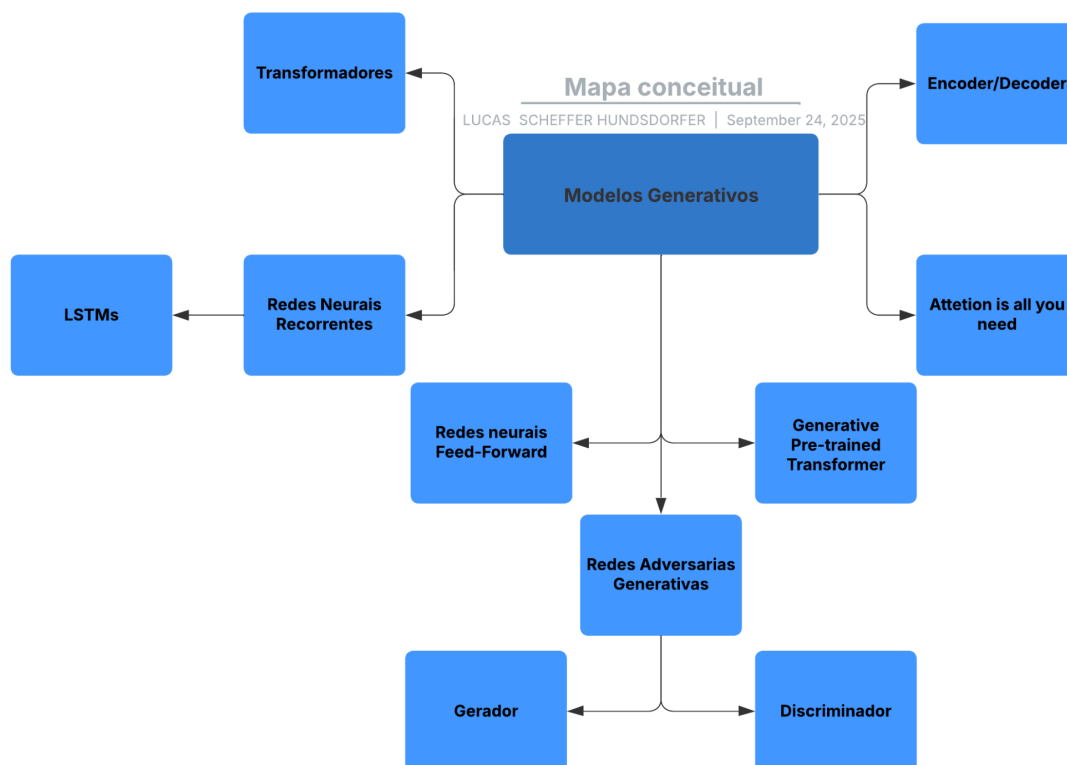 Transformadores
Mapa conceitual
Encoder/Decoder
LUCAS SCHEFFER HUNDSDORFER | September 24, 2025
Modelos Generativos
LSTMs
Redes Neurais
Recorrentes
Attetion is all you
need
Redes neurais
Feed-Forward
Generative
Pre-trained
Transformer
Redes Adversarias
Generativas
Gerador
Discriminador